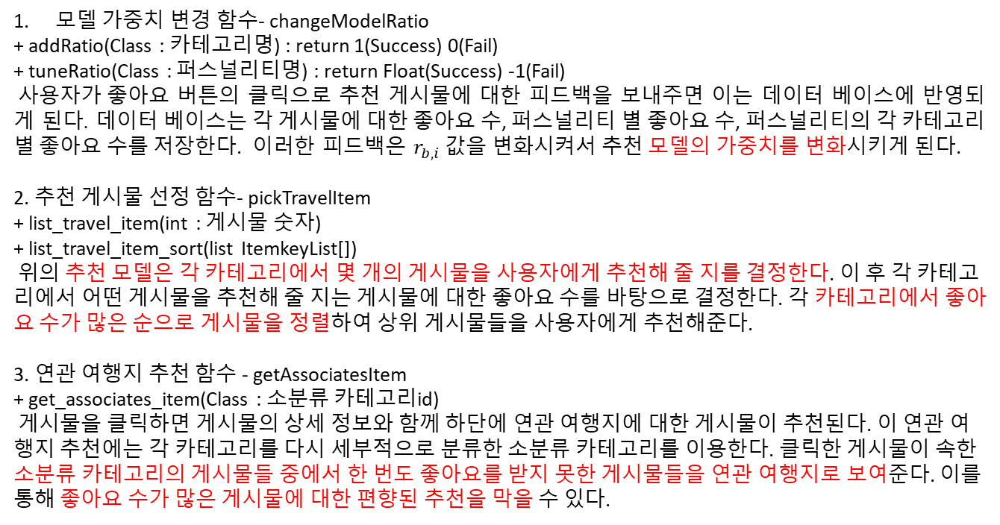 1. 모델 가중치 변경 함수- changeModelRatio
+ addRatio(Class : 카테고리명) : return 1(Success) 0(Fail)
+ tuneRatio(Class : 퍼스널리티명) : return Float(Success) -1(Fail)
사용자가 좋아요 버튼의 클릭으로 추천 게시물에 대한 피드백을 보내주면 이는 데이터 베이스에 반영되
게 된다. 데이터 베이스는 각 게시물에 대한 좋아요 수, 퍼스널리티 별 좋아요 수, 퍼스널리티의 각 카테고리
별 좋아요 수를 저장한다. 이러한 피드백은 r_{b,i} 값을 변화시켜서 추천 모델의 가중치를 변화시키게 된다.
2. 추천 게시물 선정 함수- pickTravelItem
+ list_travel_item(int : 게시물 숫자)
+ list_travel_item_sort(list ItemkeyList[])
위의 추천 모델은 각 카테고리에서 몇 개의 게시물을 사용자에게 추천해 줄 지를 결정한다. 이 후 각 카테고
리에서 어떤 게시물을 추천해 줄 지는 게시물에 대한 좋아요 수를 바탕으로 결정한다. 각 카테고리에서 좋아
요 수가 많은 순으로 게시물을 정렬하여 상위 게시물들을 사용자에게 추천해준다.
3. 연관 여행지 추천 함수 - getAssociatesItem
+ get_associates_item(Class : 소분류 카테고리id)
게시물을 클릭하면 게시물의 상세 정보와 함께 하단에 연관 여행지에 대한 게시물이 추천된다. 이 연관 여
행지 추천에는 각 카테고리를 다시 세부적으로 분류한 소분류 카테고리를 이용한다. 클릭한 게시물이 속한
소분류 카테고리의 게시물들 중에서 한 번도 좋아요를 받지 못한 게시물들을 연관 여행지로 보여준다. 이를
통해 좋아요 수가 많은 게시물에 대한 편향된 추천을 막을 수 있다.